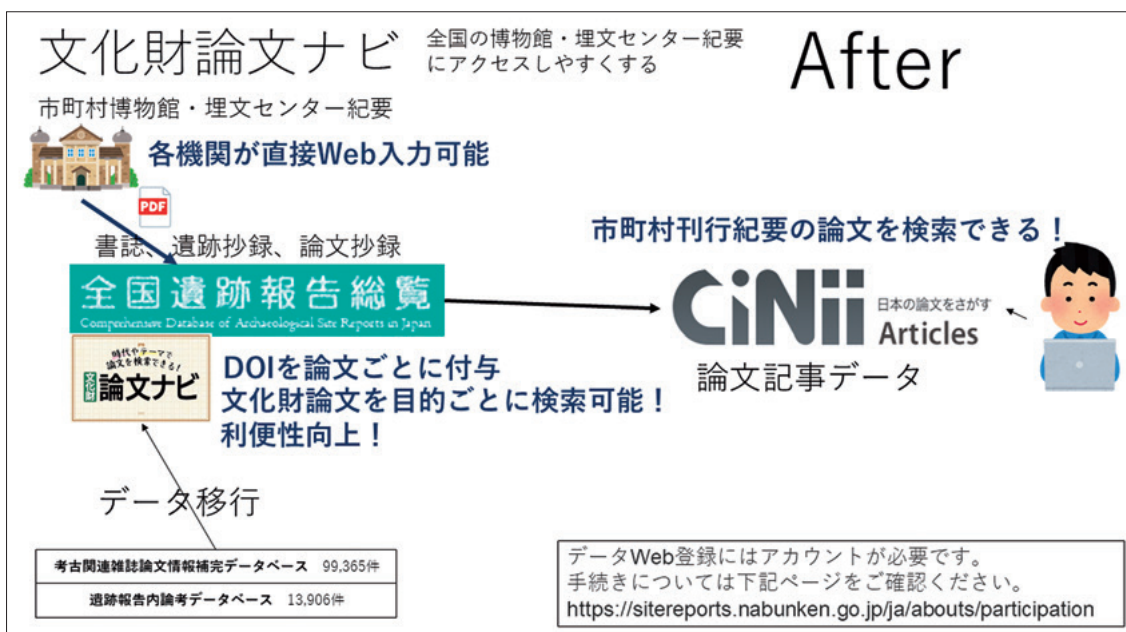 文化財論文ナビ
全国の博物館・埋文センター紀要
にアクセスしやすくする
After
市町村博物館・埋文センター紀要
各機関が直接Web入力可能
PDF
書誌、遺跡抄録、論文抄録
全国遺跡報告総覧
Comprehensive Database of Archaeological Site Reports in Japan
市町村刊行紀要の論文を検索できる！
CiNii
日本の論文をさがす
Articles
論文記事データ
時代やテーマで
論文を検索できる!
文化財
論文ナビ
DOIを論文ごとに付与
文化財論文を目的ごとに検索可能！
利便性向上！
データ移行
考古関連雑誌論文情報補完データベース 99,365件
遺跡報告内論考データベース 13,906件
データWeb登録にはアカウントが必要です。
手続きについては下記ページをご確認ください。
https://sitereports.nabunken.go.jp/ja/abouts/participation